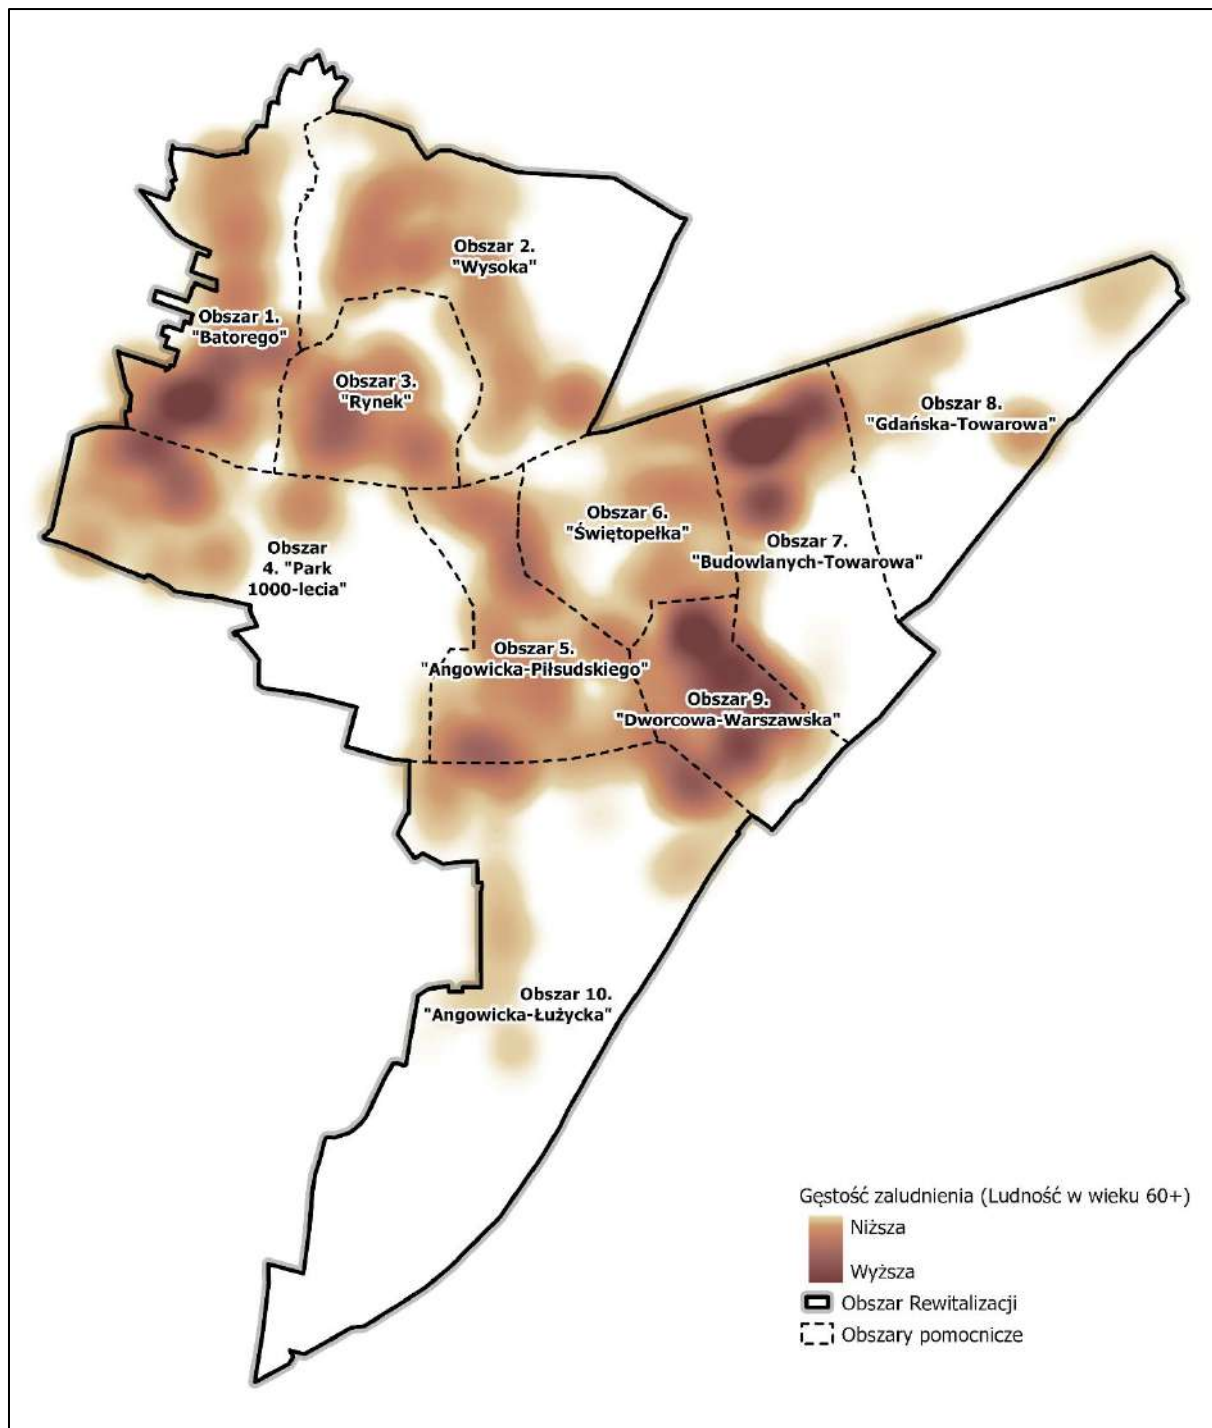 Obszar 2.
"Wysoka"
Obszar 1.
"Batorego"
Obszar 3.
"Rynek"
Obszar 8.
"Gdańska-Towarowa"
Obszar 6.
"Świętopełka"
Obszar 7.
"Budowlanych-Towarowa"
Obszar
4. "Park
1000-lecia"
Obszar 5.
"Angowicka-Piłsudskiego"
Obszar 9.
"Dworcowa-Warszawska"
Obszar 10.
"Angowicka-Łużycka"
Gęstość zaludnienia (Ludność w wieku 60+)
Niższa
Wyższa
Obszar Rewitalizacji
Obszary pomocnicze